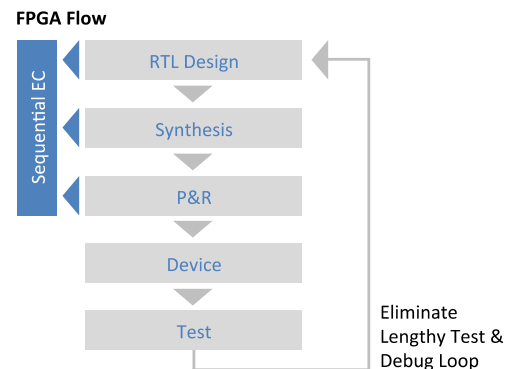 FPGA Flow
Sequential EC
RTL Design
Synthesis
P&R
Device
Test
Eliminate
Lengthy Test &
Debug Loop